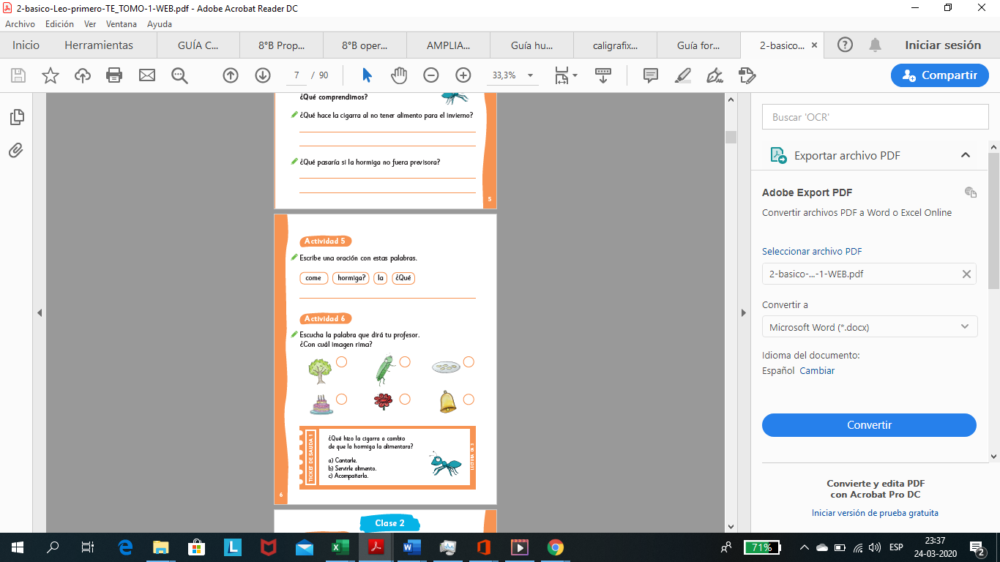 2-basico-Leo-primero-TE_TOMO-1-WEB.pdf - Adobe Acrobat Reader DC
Archivo Edición Ver Ventana Ayuda
Inicio Herramientas GUÍA C... 8°B Prop... 8°B oper... AMPLIA... Guía hu... caligrafix... Guía for... 2-basico... Iniciar sesión
7 / 90 33,3% Compartir
¿Qué comprendimos?
¿Qué hace la cigarra al no tener alimento para el invierno?
¿Qué pasaría si la hormiga no fuera previsora?
5
Actividad 5
Escribe una oración con estas palabras.
come hormiga? la ¿Qué
Actividad 6
Escucha la palabra que dirá tu profesor.
¿Con cuál imagen rima?
TICKET DE SALIDA 1
¿Qué hizo la cigarra a cambio
de que la hormiga la alimentara?
a) Cantarle.
b) Servirle alimento.
c) Acompañarla.
6
Clase 2
Buscar 'OCR'
Exportar archivo PDF
Adobe Export PDF
Convertir archivos PDF a Word o Excel Online
Seleccionar archivo PDF
2-basico-...-1-WEB.pdf
Convertir a
Microsoft Word (*.docx)
Idioma del documento:
Español Cambiar
Convertir
Convierte y edita PDF
con Acrobat Pro DC
Iniciar versión de prueba gratuita
71% ESP 23:37
24-03-2020 2